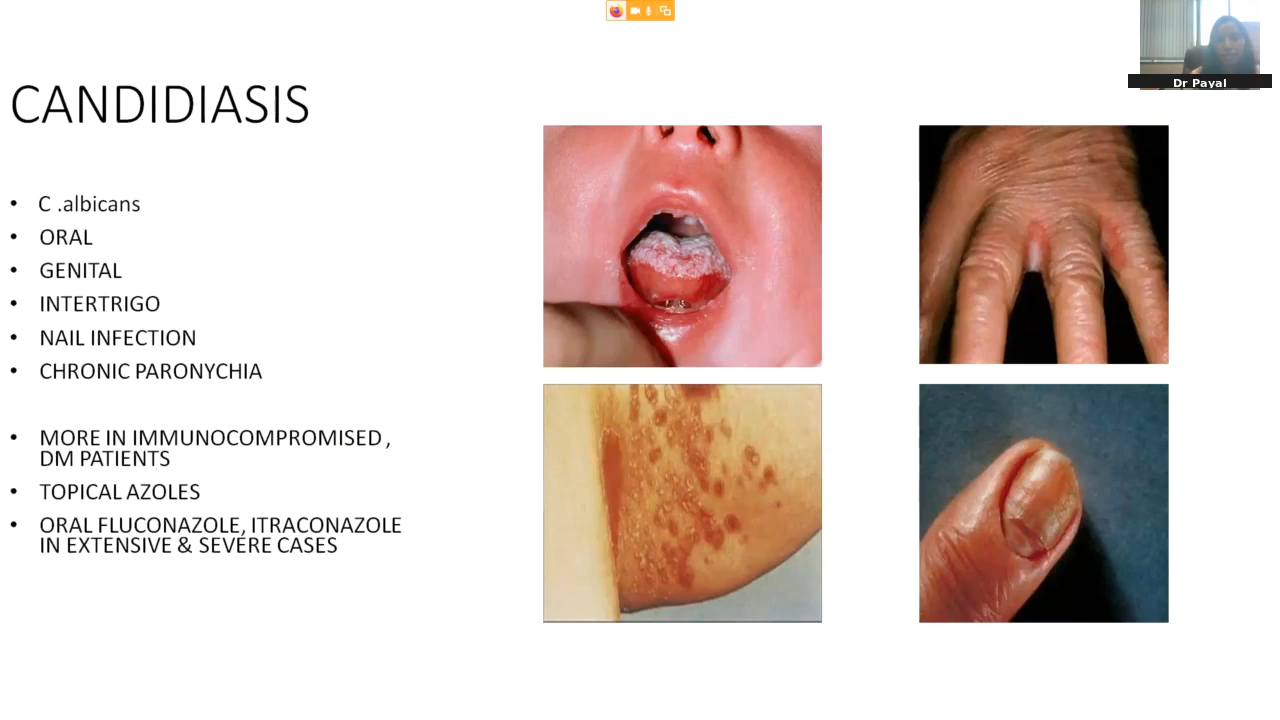 Dr Payal
CANDIDIASIS
• C .albicans
• ORAL
• GENITAL
• INTERTRIGO
• NAIL INFECTION
• CHRONIC PARONYCHIA
• MORE IN IMMUNOCOMPROMISED ,
DM PATIENTS
• TOPICAL AZOLES
• ORAL FLUCONAZOLE, ITRACONAZOLE
IN EXTENSIVE & SEVERE CASES